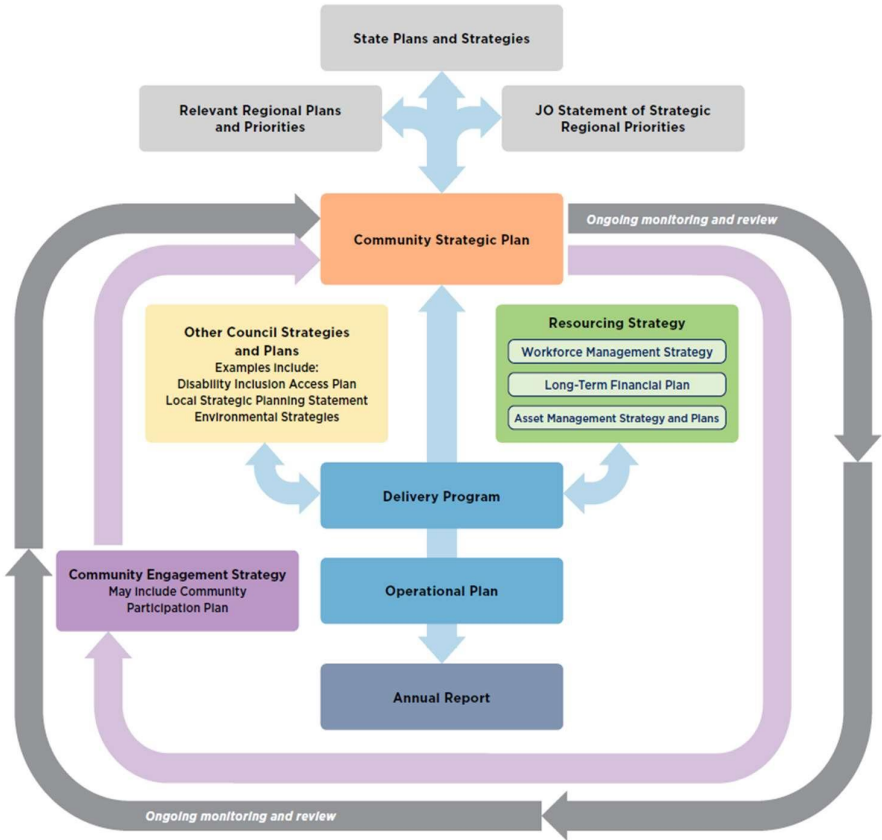 State Plans and Strategies
Relevant Regional Plans
and Priorities
JO Statement of Strategic
Regional Priorities
Community Strategic Plan
Ongoing monitoring and review
Other Council Strategies
and Plans
Examples include:
Disability Inclusion Access Plan
Local Strategic Planning Statement
Environmental Strategies
Resourcing Strategy
Workforce Management Strategy
Long-Term Financial Plan
Asset Management Strategy and Plans
Delivery Program
Community Engagement Strategy
May include Community
Participation Plan
Operational Plan
Annual Report
Ongoing monitoring and review